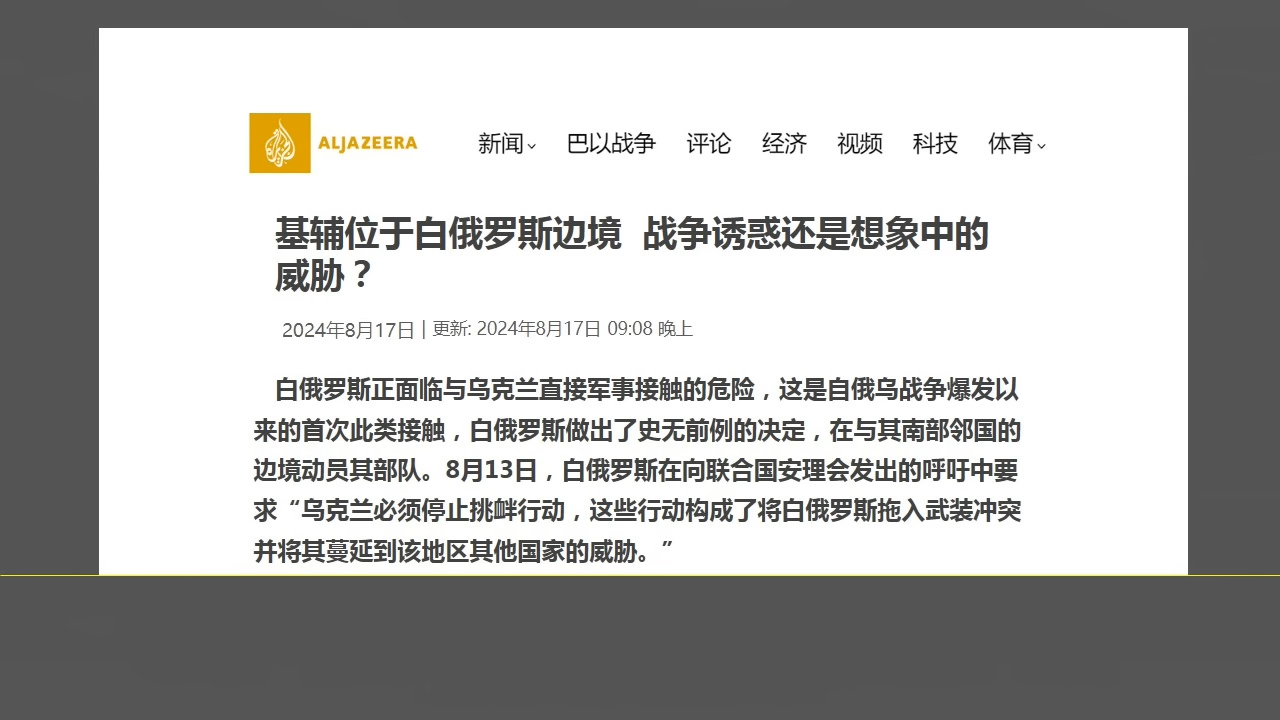 ALJAZEERA
新闻 巴以战争 评论 经济 视频 科技 体育
基辅位于白俄罗斯边境 战争诱惑还是想象中的
威胁？
2024年8月17日 | 更新: 2024年8月17日 09:08 晚上
白俄罗斯正面临与乌克兰直接军事接触的危险，这是自俄乌战争爆发以
来的首次此类接触，白俄罗斯做出了史无前例的决定，在与其南部邻国的
边境动员其部队。8月13日，白俄罗斯在向联合国安理会发出的呼吁中要
求“乌克兰必须停止挑衅行动，这些行动构成了将白俄罗斯拖入武装冲突
并将其蔓延到该地区其他国家的威胁。”